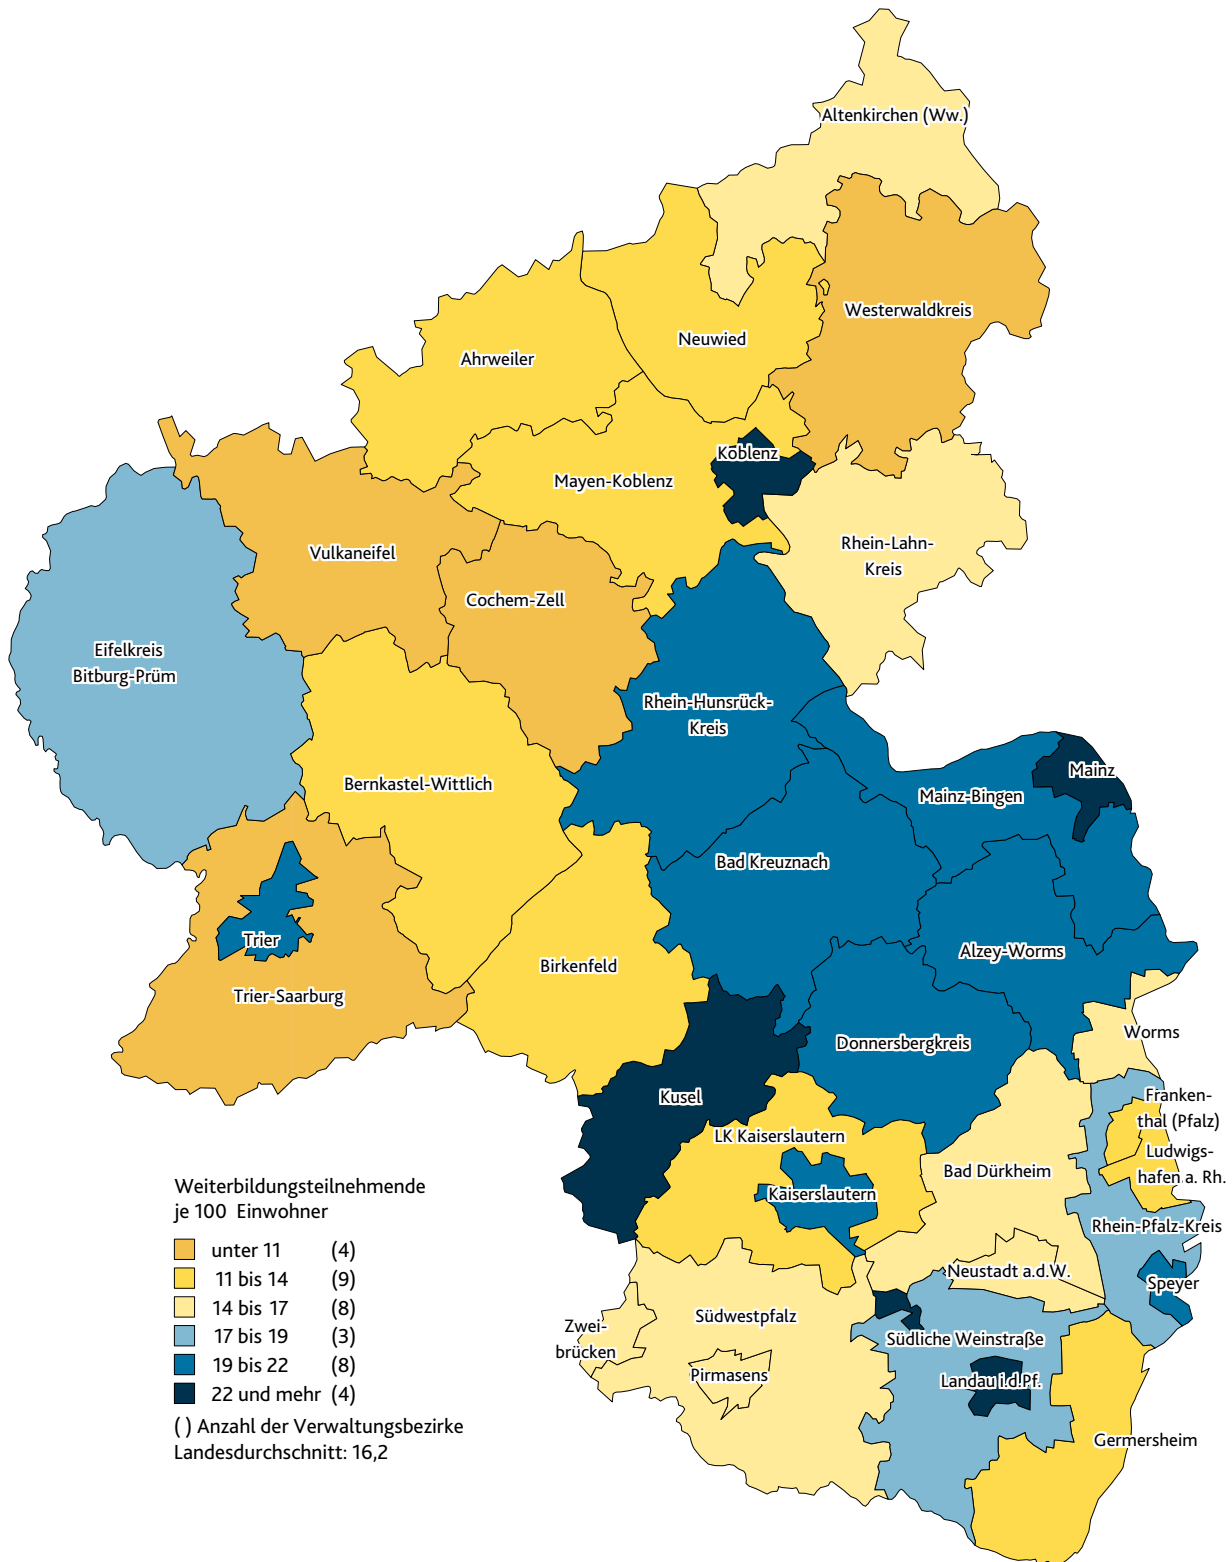 Altenkirchen (Ww.)
Westerwaldkreis
Neuwied
Ahrweiler
Koblenz
Mayen-Koblenz
Rhein-Lahn-
Kreis
Vulkaneifel
Cochem-Zell
Eifelkreis
Bitburg-Prüm
Rhein-Hunsrück-
Kreis
Mainz
Bernkastel-Wittlich
Mainz-Bingen
Bad Kreuznach
Trier
Alzey-Worms
Birkenfeld
Trier-Saarburg
Worms
Donnersbergkreis
Kusel
Franken-
thal (Pfalz)
LK Kaiserslautern
Ludwigs-
hafen a. Rh.
Bad Dürkheim
Kaiserslautern
Rhein-Pfalz-Kreis
Neustadt a.d.W.
Speyer
Südwestpfalz
Zwei-
brücken
Südliche Weinstraße
Pirmasens
Landau i.d.Pf.
Germersheim
Weiterbildungsteilnehmende
je 100 Einwohner
unter 11 (4)
11 bis 14 (9)
14 bis 17 (8)
17 bis 19 (3)
19 bis 22 (8)
22 und mehr (4)
( ) Anzahl der Verwaltungsbezirke
Landesdurchschnitt: 16,2